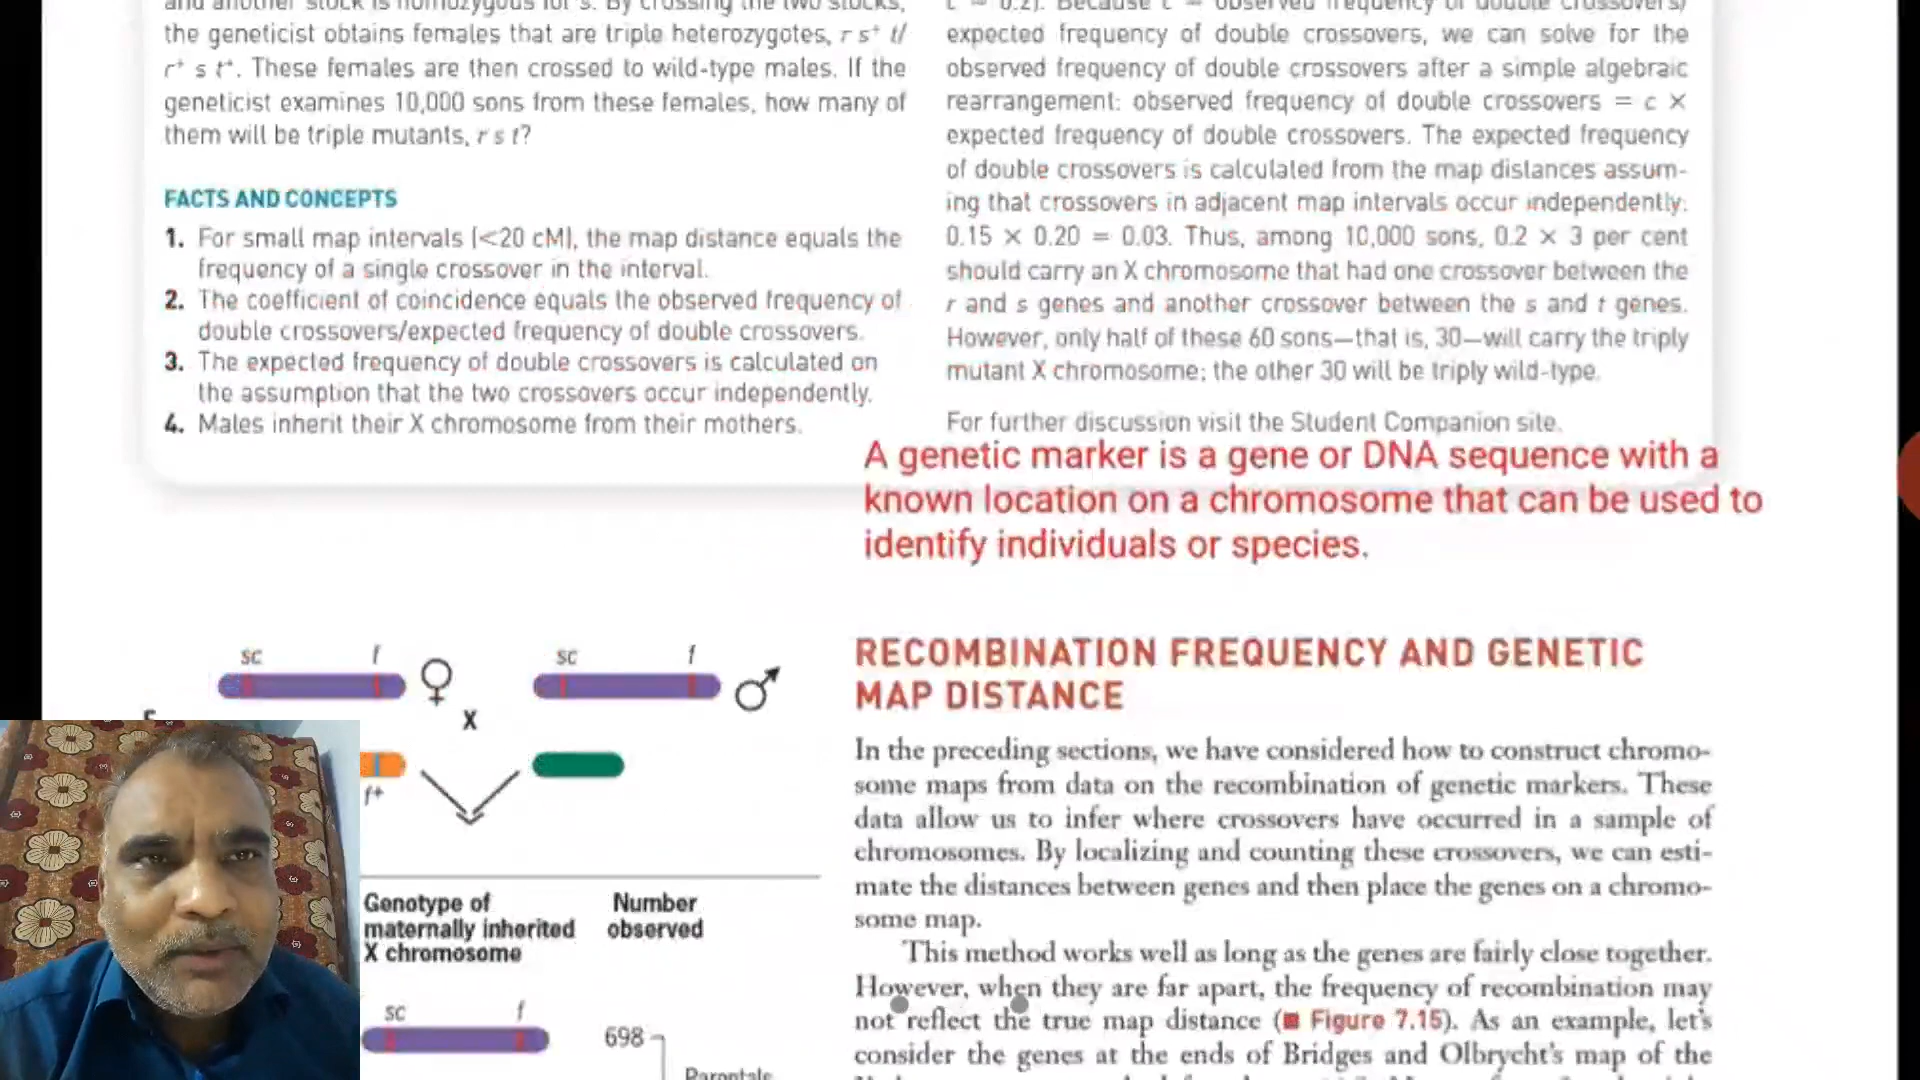 and another stock is homozygous for s. By crossing the two stocks,
the geneticist obtains females that are triple heterozygotes, r s⁺ t/
r⁺ s t⁺. These females are then crossed to wild-type males. If the
geneticist examines 10,000 sons from these females, how many of
them will be triple mutants, r s t?
FACTS AND CONCEPTS
1. For small map intervals (<20 cM), the map distance equals the
frequency of a single crossover in the interval.
2. The coefficient of coincidence equals the observed frequency of
double crossovers/expected frequency of double crossovers.
3. The expected frequency of double crossovers is calculated on
the assumption that the two crossovers occur independently.
4. Males inherit their X chromosome from their mothers.
c = 0.2). Because c = observed frequency of double crossovers/
expected frequency of double crossovers, we can solve for the
observed frequency of double crossovers after a simple algebraic
rearrangement: observed frequency of double crossovers = c ×
expected frequency of double crossovers. The expected frequency
of double crossovers is calculated from the map distances assum-
ing that crossovers in adjacent map intervals occur independently:
0.15 × 0.20 = 0.03. Thus, among 10,000 sons, 0.2 × 3 per cent
should carry an X chromosome that had one crossover between the
r and s genes and another crossover between the s and t genes.
However, only half of these 60 sons—that is, 30—will carry the triply
mutant X chromosome; the other 30 will be triply wild-type.
For further discussion visit the Student Companion site.
A genetic marker is a gene or DNA sequence with a
known location on a chromosome that can be used to
identify individuals or species.
sc f
sc f
X
f+
Genotype of
maternally inherited
X chromosome
Number
observed
sc f
698
Parentals
RECOMBINATION FREQUENCY AND GENETIC
MAP DISTANCE
In the preceding sections, we have considered how to construct chromo-
some maps from data on the recombination of genetic markers. These
data allow us to infer where crossovers have occurred in a sample of
chromosomes. By localizing and counting these crossovers, we can esti-
mate the distances between genes and then place the genes on a chromo-
some map.
This method works well as long as the genes are fairly close together.
However, when they are far apart, the frequency of recombination may
not reflect the true map distance (■ Figure 7.15). As an example, let's
consider the genes at the ends of Bridges and Olbrycht's map of the